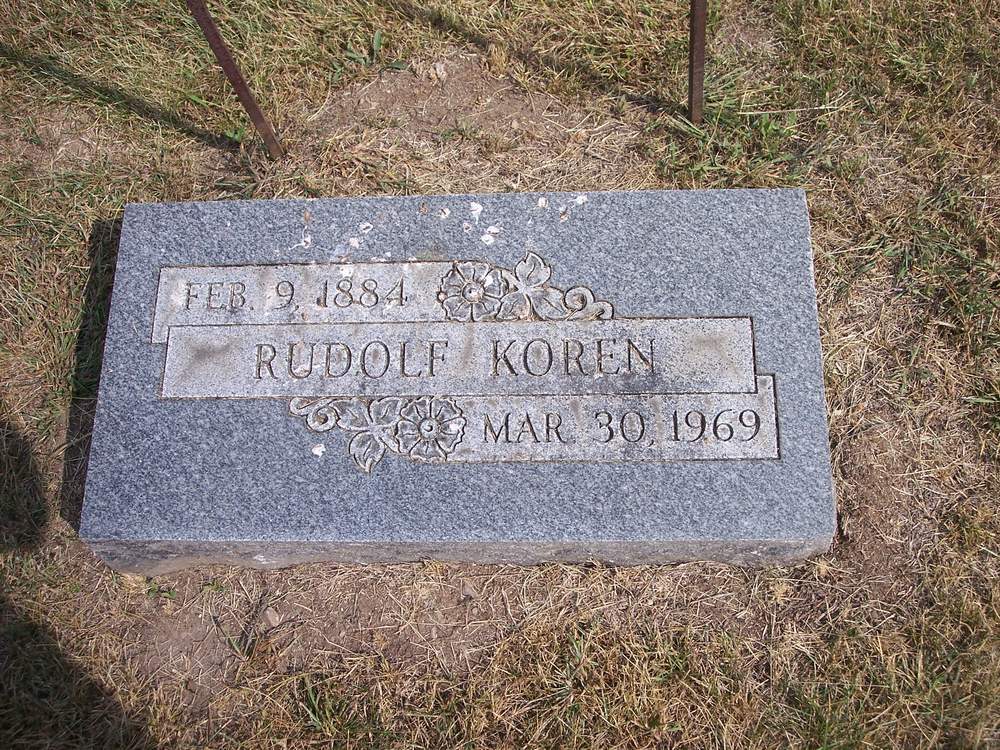 FEB. 9, 1884
RUDOLF KOREN
MAR. 30, 1969